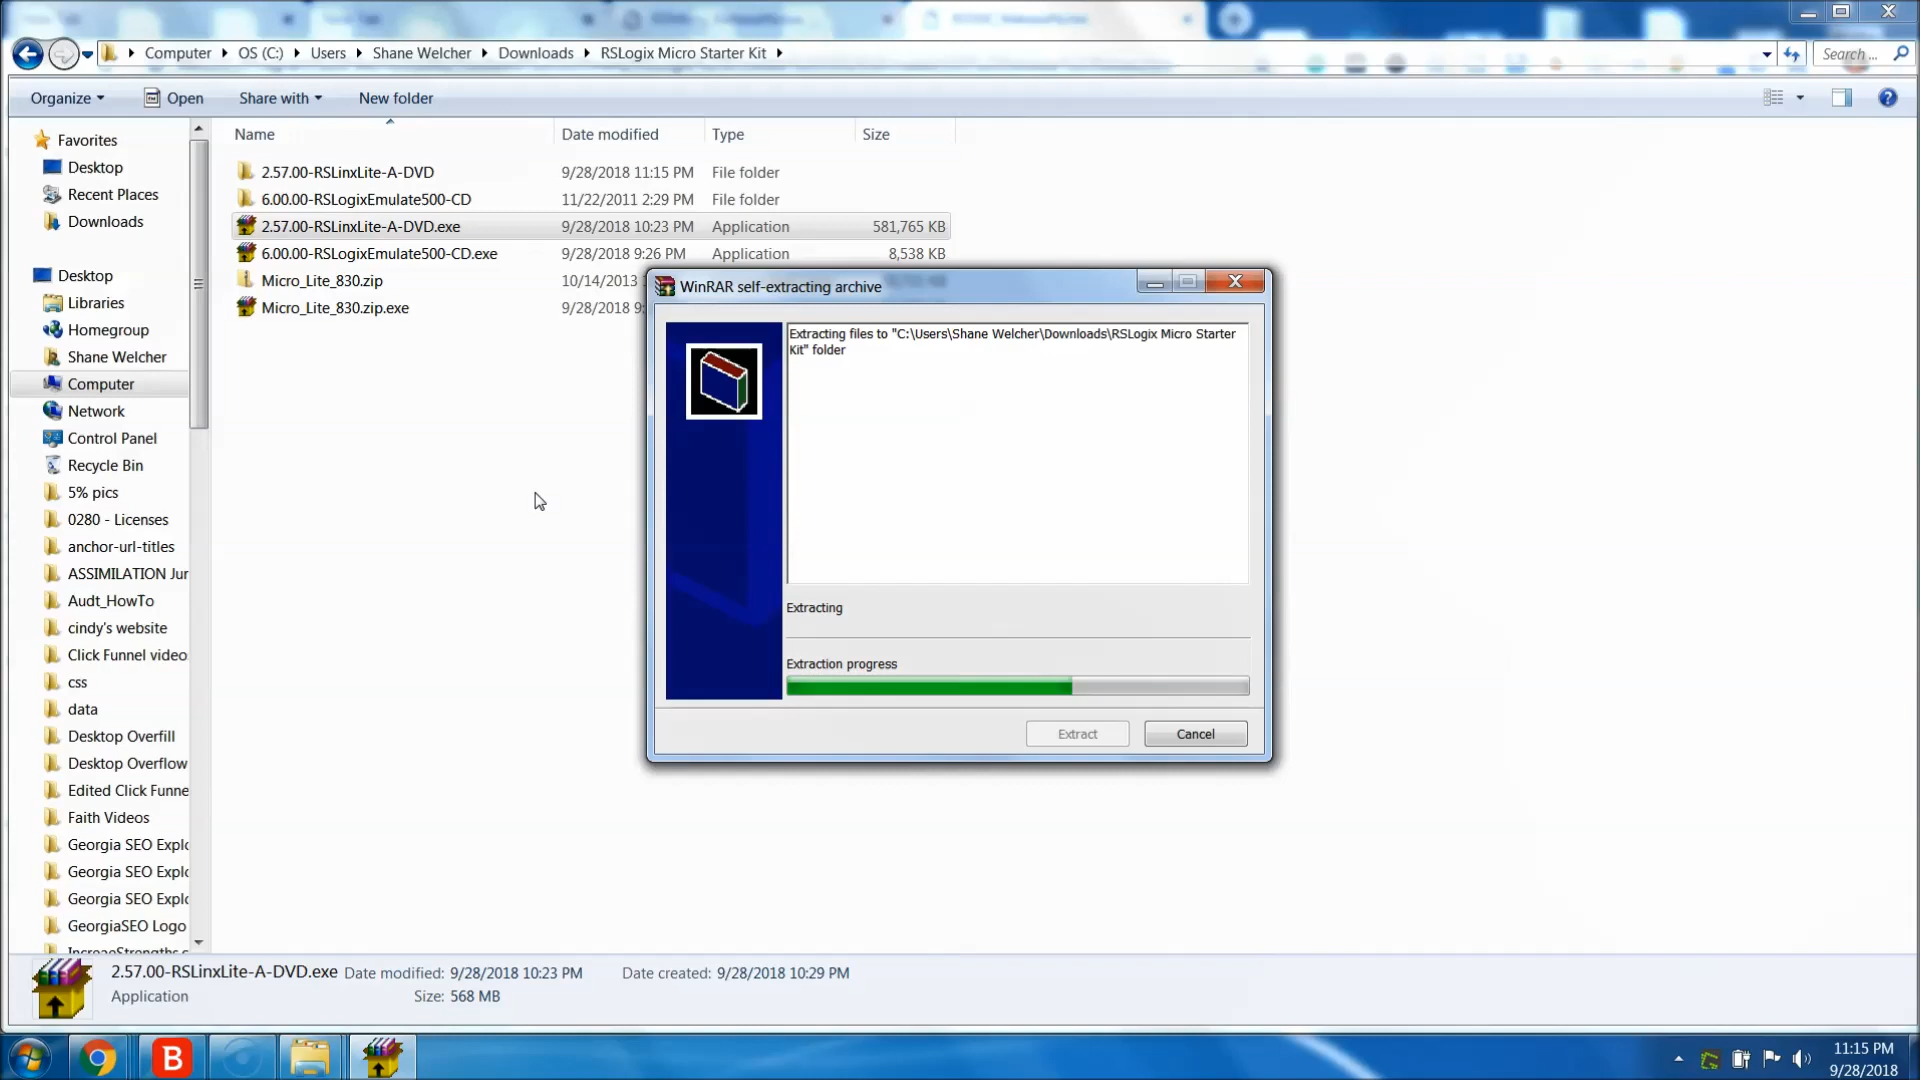 Computer OS (C:) Users Shane Welcher Downloads RSLogix Micro Starter Kit
Search ...
Organize Open Share with New folder
Name Date modified Type Size
Favorites
Desktop
Recent Places
Downloads
Desktop
Libraries
Homegroup
Shane Welcher
Computer
Network
Control Panel
Recycle Bin
5% pics
0280 - Licenses
anchor-url-titles
ASSIMILATION Jur
Audt_HowTo
cindy's website
Click Funnel video
css
data
Desktop Overfill
Desktop Overflow
Edited Click Funne
Faith Videos
Georgia SEO Explo
Georgia SEO Explo
Georgia SEO Explo
GeorgiaSEO Logo
2.57.00-RSLinxLite-A-DVD 9/28/2018 11:15 PM File folder
6.00.00-RSLogixEmulate500-CD 11/22/2011 2:29 PM File folder
2.57.00-RSLinxLite-A-DVD.exe 9/28/2018 10:23 PM Application 581,765 KB
6.00.00-RSLogixEmulate500-CD.exe 9/28/2018 9:26 PM Application 8,538 KB
Micro_Lite_830.zip 10/14/2013
Micro_Lite_830.zip.exe 9/28/2018 9:
WinRAR self-extracting archive
Extracting files to "C:\Users\Shane Welcher\Downloads\RSLogix Micro Starter
Kit" folder
Extracting
Extraction progress
Extract Cancel
2.57.00-RSLinxLite-A-DVD.exe Date modified: 9/28/2018 10:23 PM Date created: 9/28/2018 10:29 PM
Application Size: 568 MB
B
11:15 PM
9/28/2018